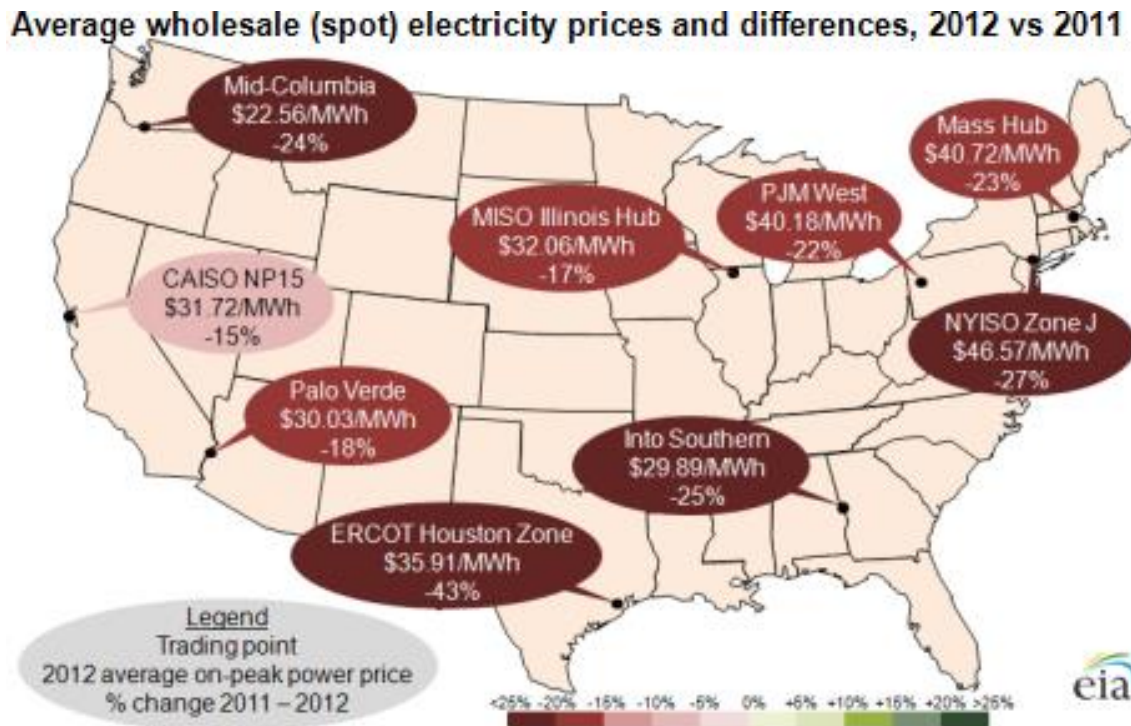 Average wholesale (spot) electricity prices and differences, 2012 vs 2011
Mid-Columbia
$22.56/MWh
-24%
Mass Hub
$40.72/MWh
-23%
PJM West
$40.18/MWh
-22%
MISO Illinois Hub
$32.06/MWh
-17%
CAISO NP15
$31.72/MWh
-15%
NYISO Zone J
$46.57/MWh
-27%
Palo Verde
$30.03/MWh
-18%
Into Southern
$29.89/MWh
-25%
ERCOT Houston Zone
$35.91/MWh
-43%
Legend
Trading point
2012 average on-peak power price
% change 2011 – 2012
<25% -20% -15% -10% -5% 0% +6% +10% +15% +20% >25%
eia